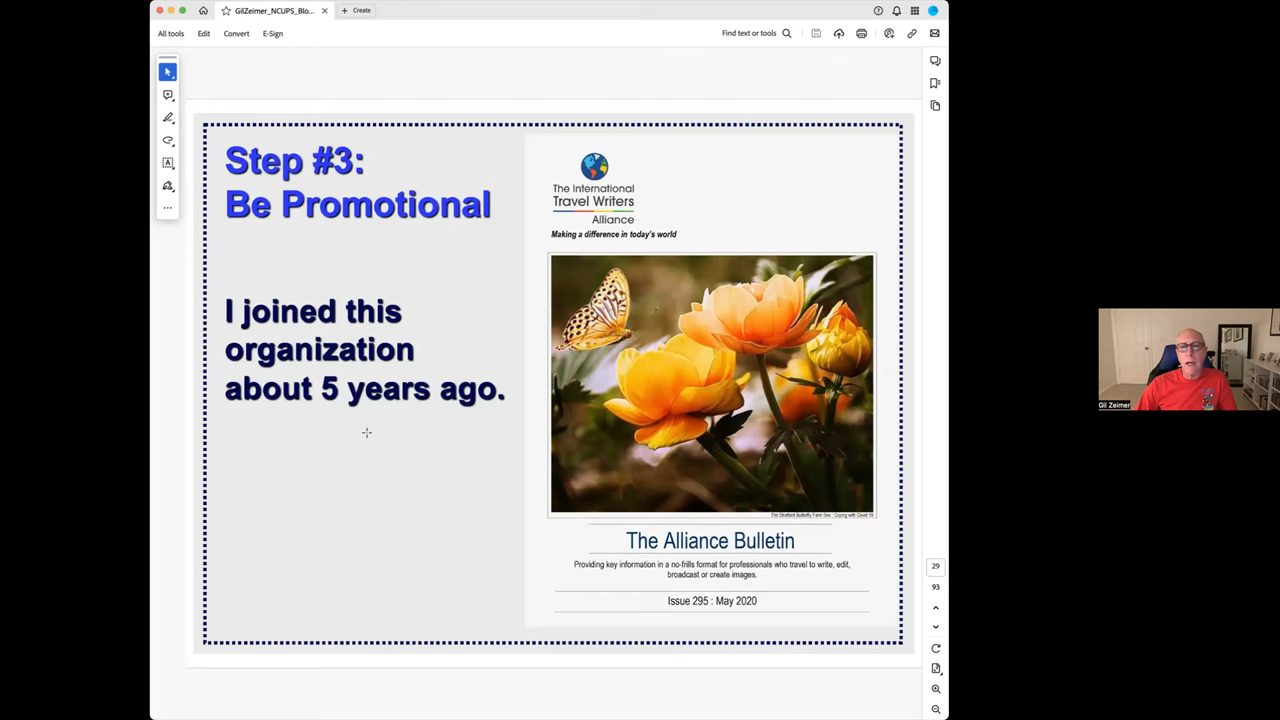 GilZeimer_NCUPS_Blo...
Create
All tools
Edit
Convert
E-Sign
Find text or tools
Step #3:
Be Promotional
I joined this
organization
about 5 years ago.
The International
Travel Writers
Alliance
Making a difference in today's world
The Alliance Bulletin
Providing key information in a no-frills format for professionals who travel to write, edit,
broadcast or create images.
Issue 295 : May 2020
29
93
Gil Zeimer